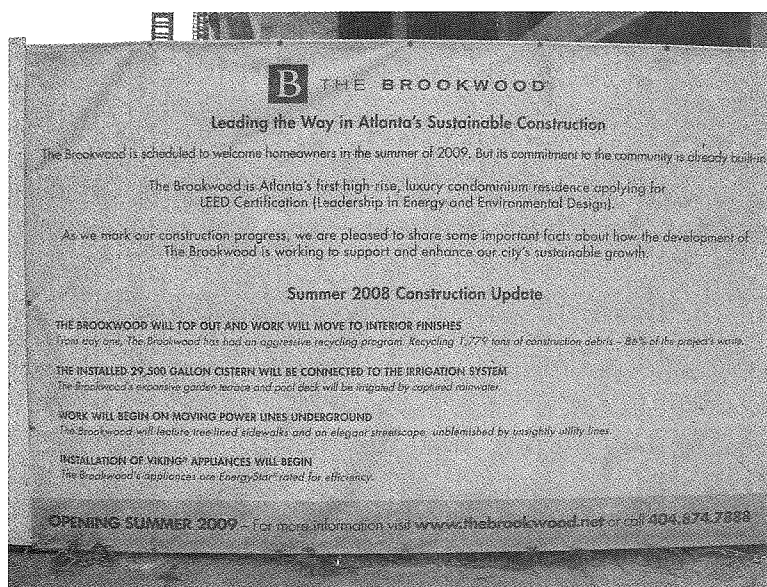 B THE BROOKWOOD
Leading the Way in Atlanta's Sustainable Construction
The Brookwood is scheduled to welcome homeowners in the summer of 2009. But its commitment to the community is already built-in.
The Brookwood is Atlanta's first high-rise, luxury condominium residence applying for
LEED Certification (Leadership in Energy and Environmental Design).
As we mark our construction progress, we are pleased to share some important facts about how the development of
The Brookwood is working to support and enhance our city's sustainable growth.
Summer 2008 Construction Update
THE BROOKWOOD WILL TOP OUT AND WORK WILL MOVE TO INTERIOR FINISHES
From day one, The Brookwood has had an aggressive recycling program. Recycling 1,779 tons of construction debris – 86% of the project's waste.
THE INSTALLED 29,500 GALLON CISTERN WILL BE CONNECTED TO THE IRRIGATION SYSTEM
The Brookwood's expansive garden terrace and pool deck will be irrigated by captured rainwater.
WORK WILL BEGIN ON MOVING POWER LINES UNDERGROUND
The Brookwood will feature tree-lined sidewalks and an elegant streetscape, unblemished by unsightly utility lines.
INSTALLATION OF VIKING® APPLIANCES WILL BEGIN
The Brookwood's appliances are EnergyStar® rated for efficiency.
OPENING SUMMER 2009 – For more information visit www.thebrookwood.net or call 404.874.7888